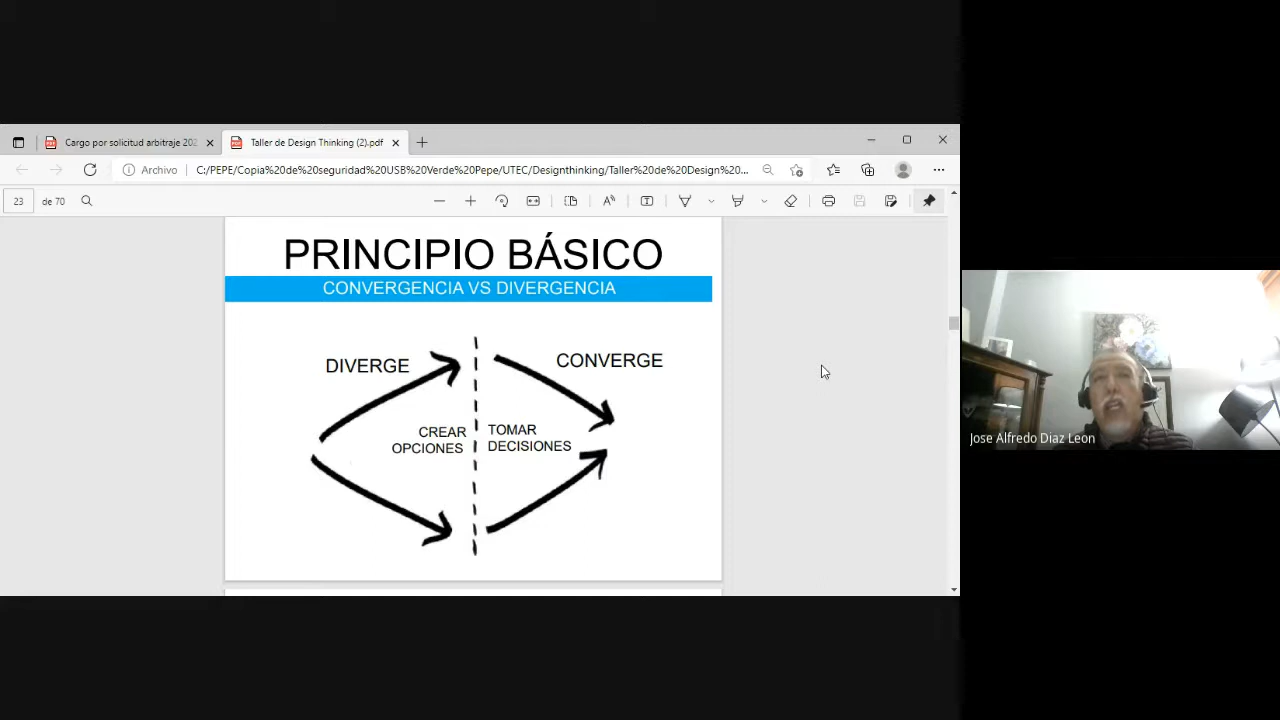 Cargo por solicitud arbitraje 202
Taller de Design Thinking (2).pdf
Archivo
C:/PEPE/Copia%20de%20seguridad%20USB%20Verde%20Pepe/UTEC/Designthinking/Taller%20de%20Design%20...
23 de 70
PRINCIPIO BÁSICO
CONVERGENCIA VS DIVERGENCIA
DIVERGE
CONVERGE
CREAR
OPCIONES
TOMAR
DECISIONES
Jose Alfredo Diaz Leon